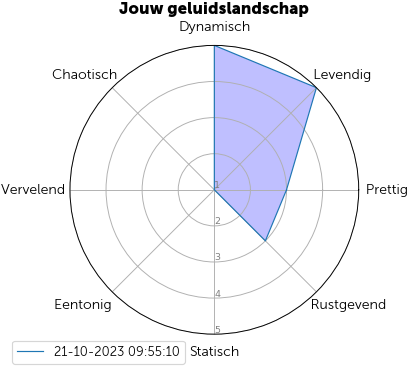 Jouw geluidslandschap
Dynamisch
Chaotisch
Levendig
Vervelend
Prettig
1
2
3
4
5
Eentonig
Rustgevend
21-10-2023 09:55:10
Statisch